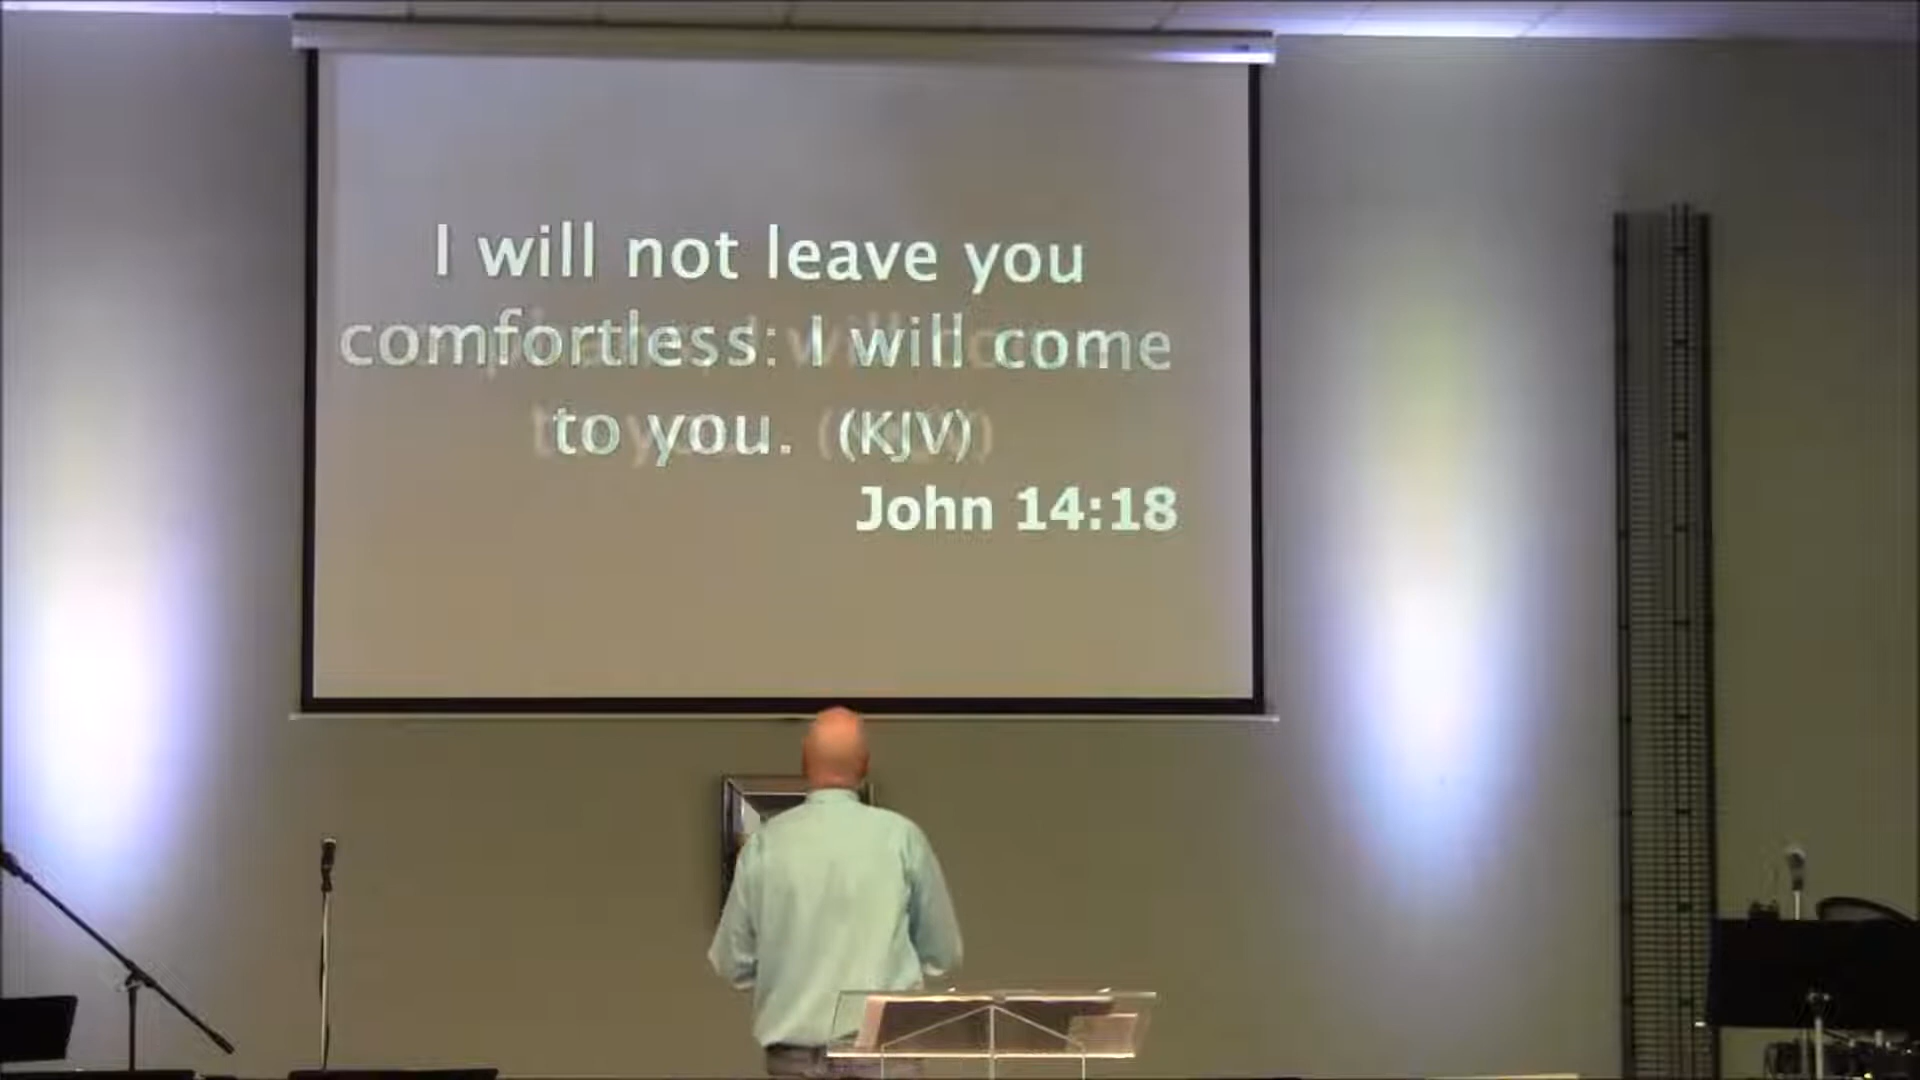 I will not leave you
comfortless: I will come
to you. (KJV)
John 14:18